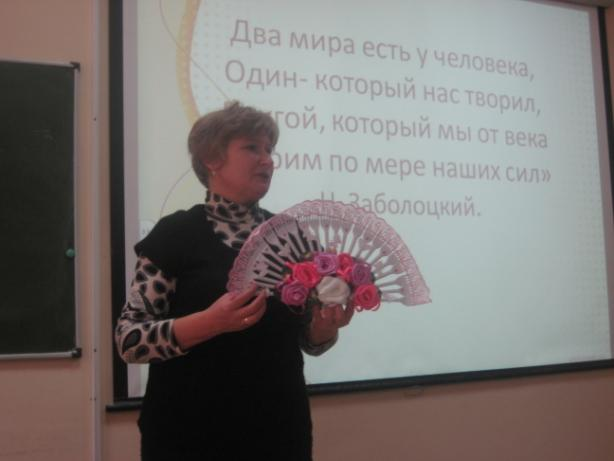 Два мира есть у человека,
Один- который нас творил,
который мы от века
по мере наших сил»
Заболоцкий.